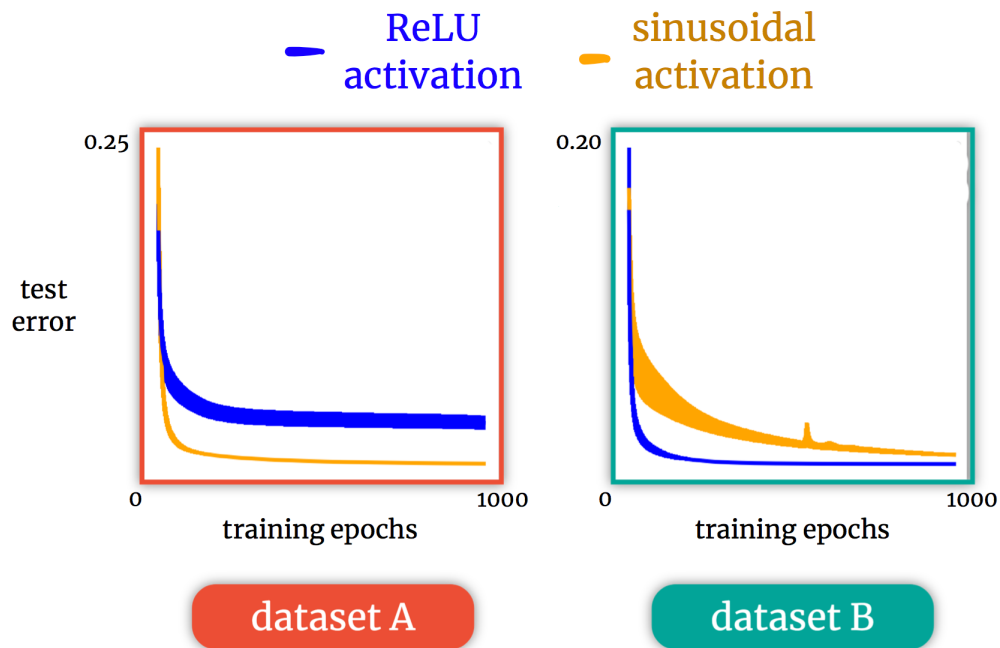 ReLU
activation
sinusoidal
activation
0.25
0.20
test
error
0
1000
0
1000
training epochs
training epochs
dataset A
dataset B